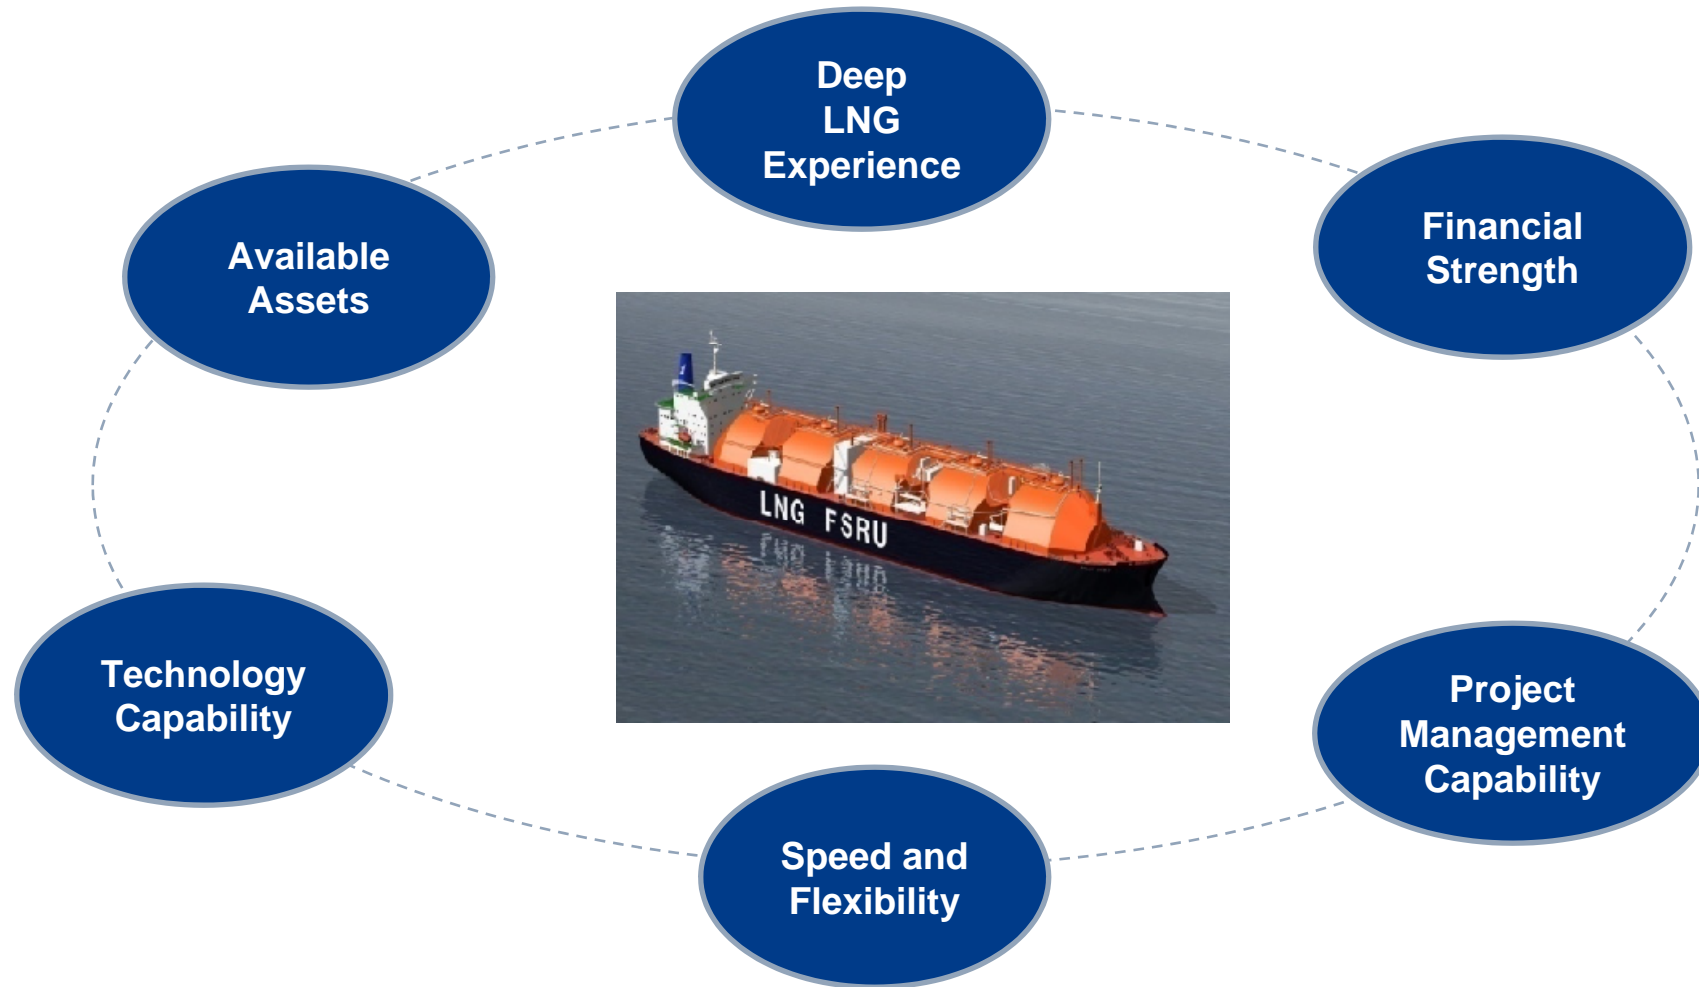 Deep
LNG
Experience
Financial
Strength
Available
Assets
LNG FSRU
Technology
Capability
Project
Management
Capability
Speed and
Flexibility